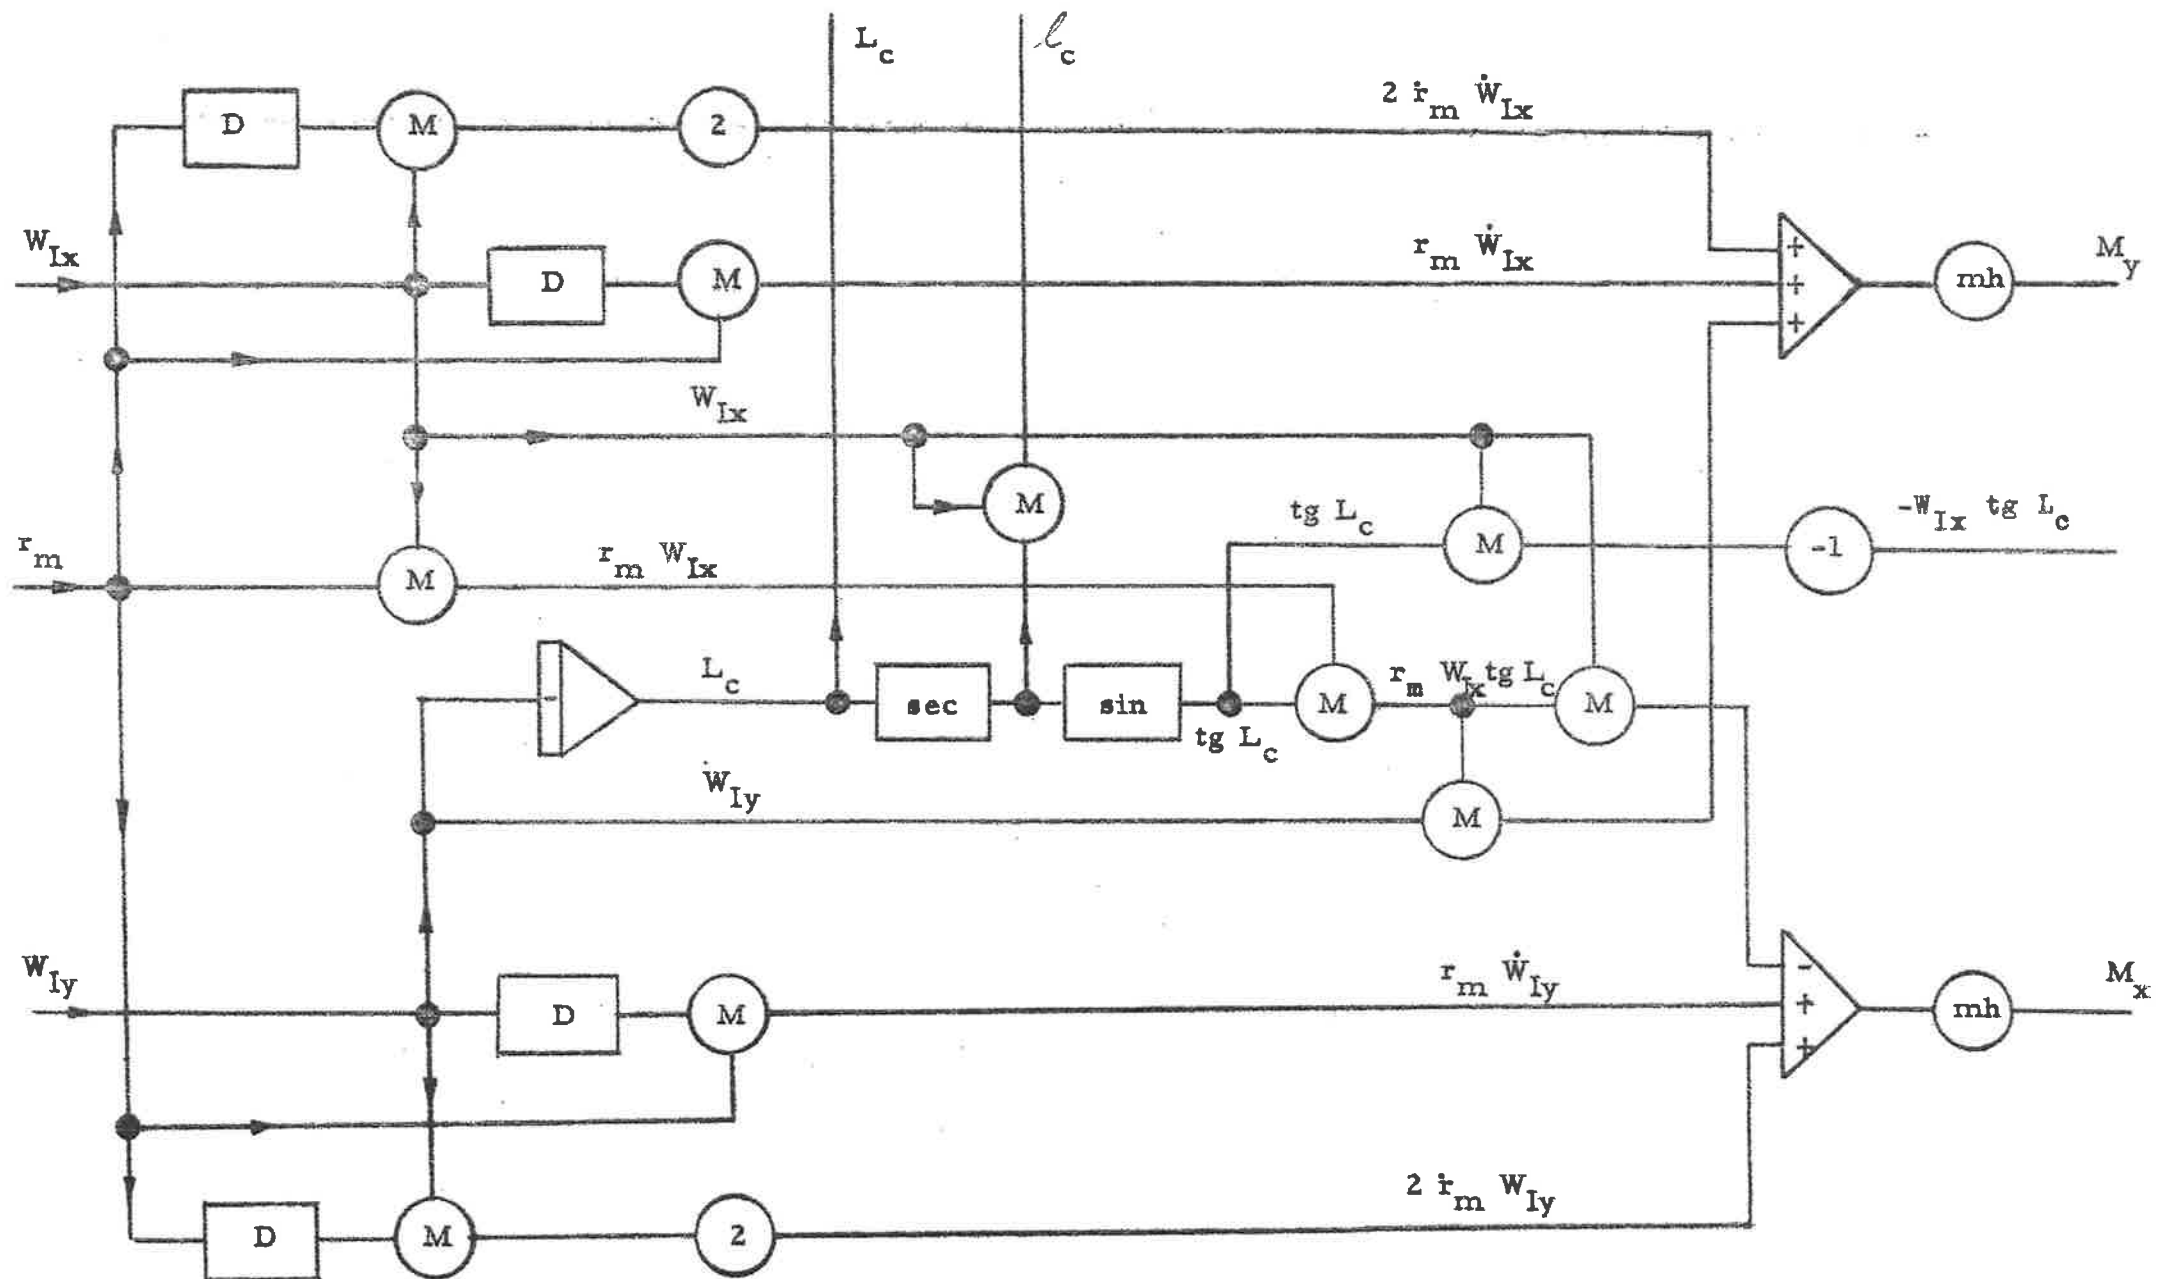 L_c
ℓ_c
2 ṙ_m Ẇ_Ix
D
M
2
W_Ix
r_m Ẇ_Ix
M_y
D
M
+
+
+
mh
W_Ix
M
tg L_c
-W_Ix tg L_c
r_m
r_m W_Ix
M
-1
M
L_c
r_m W_Ix tg L_c
-
sec
sin
M
M
tg L_c
Ẇ_Iy
M
W_Iy
r_m Ẇ_Iy
M_x
D
M
-
+
+
mh
2 ṙ_m W_Iy
D
M
2